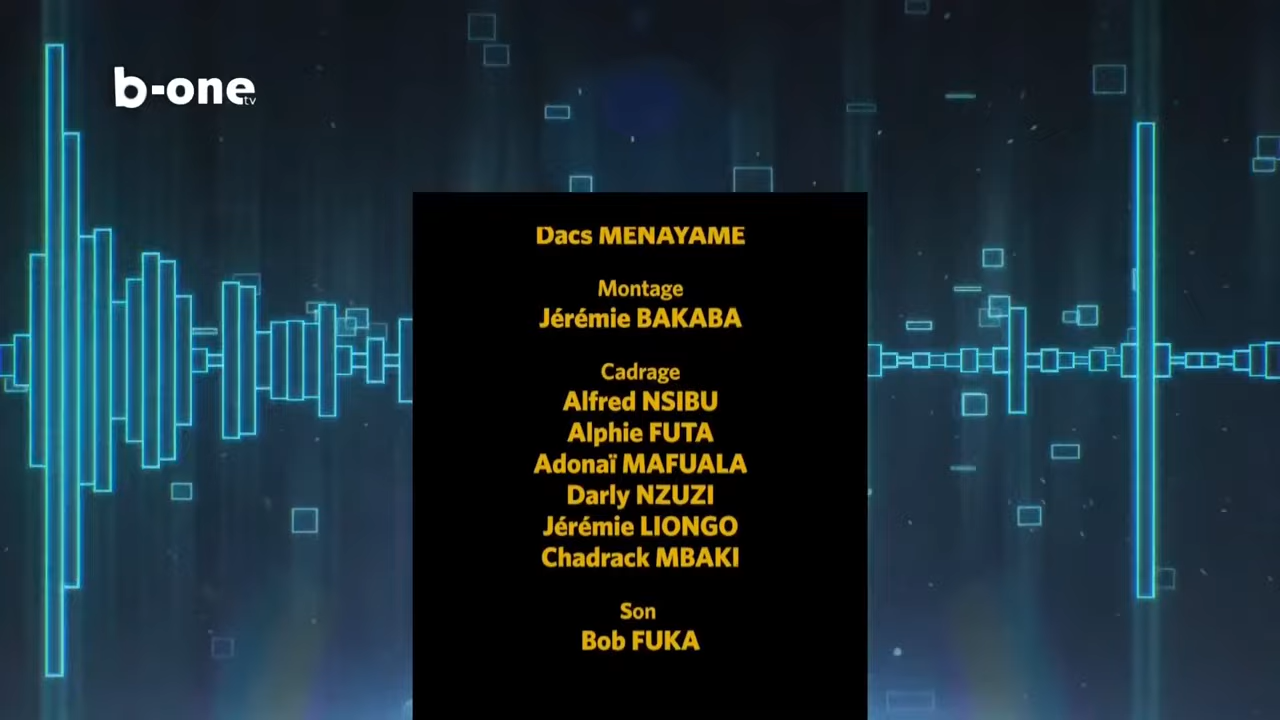 b-one
tv
Dacs MENAYAME
Montage
Jérémie BAKABA
Cadrage
Alfred NSIBU
Alphie FUTA
Adonaï MAFUALA
Darly NZUZI
Jérémie LIONGO
Chadrack MBAKI
Son
Bob FUKA